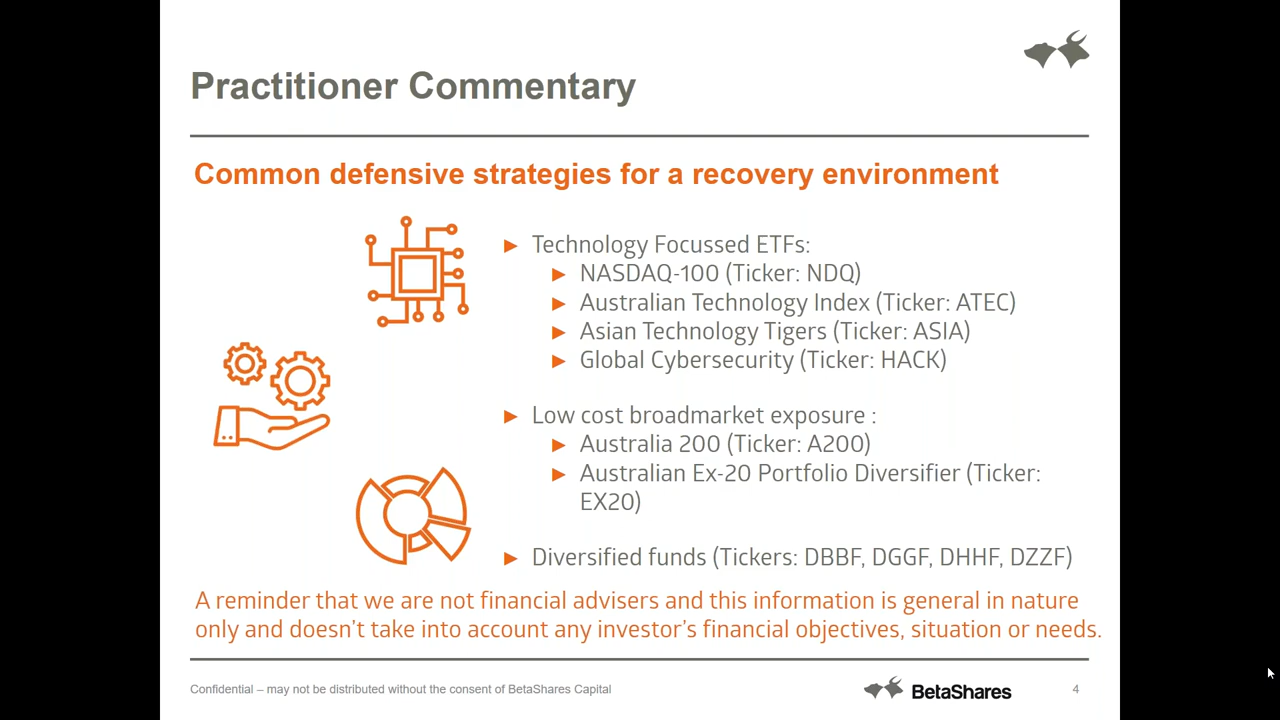 Practitioner Commentary
Common defensive strategies for a recovery environment
Technology Focussed ETFs:
NASDAQ-100 (Ticker: NDQ)
Australian Technology Index (Ticker: ATEC)
Asian Technology Tigers (Ticker: ASIA)
Global Cybersecurity (Ticker: HACK)
Low cost broadmarket exposure :
Australia 200 (Ticker: A200)
Australian Ex-20 Portfolio Diversifier (Ticker:
EX20)
Diversified funds (Tickers: DBBF, DGGF, DHHF, DZZF)
A reminder that we are not financial advisers and this information is general in nature
only and doesn't take into account any investor's financial objectives, situation or needs.
Confidential – may not be distributed without the consent of BetaShares Capital
BetaShares
4